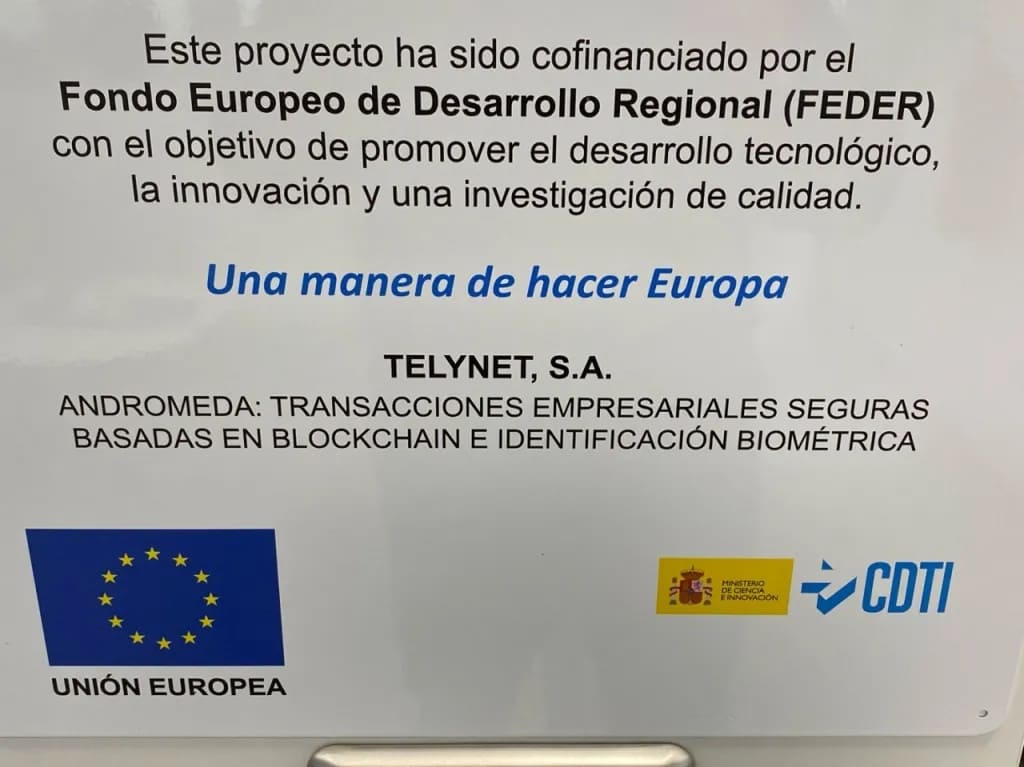 Este proyecto ha sido cofinanciado por el
Fondo Europeo de Desarrollo Regional (FEDER)
con el objetivo de promover el desarrollo tecnológico,
la innovación y una investigación de calidad.
Una manera de hacer Europa
TELYNET, S.A.
ANDROMEDA: TRANSACCIONES EMPRESARIALES SEGURAS
BASADAS EN BLOCKCHAIN E IDENTIFICACIÓN BIOMÉTRICA
UNIÓN EUROPEA
MINISTERIO
DE CIENCIA
E INNOVACIÓN
CDTI